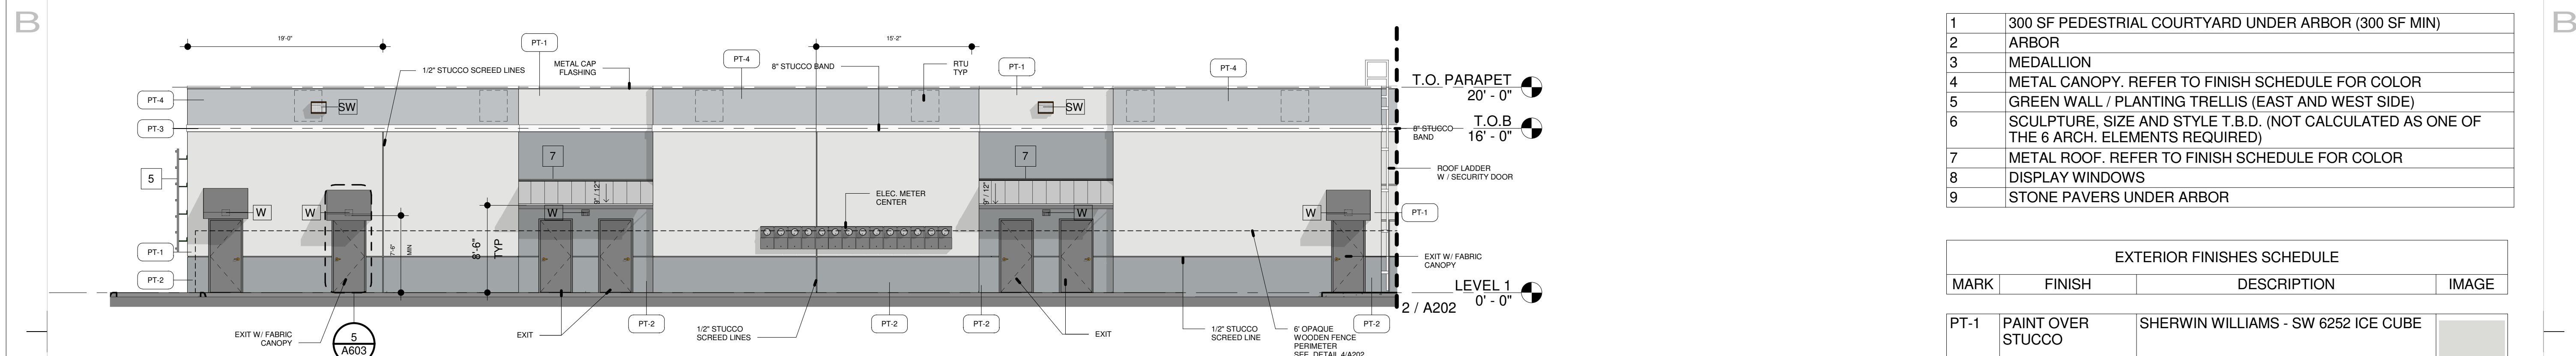 B
19'-0"
15'-2"
PT-1
PT-4
8" STUCCO BAND
RTU
TYP
PT-1
PT-4
1/2" STUCCO SCREED LINES
METAL CAP
FLASHING
T.O. PARAPET
20' - 0"
PT-4
SW
SW
PT-3
T.O.B
16' - 0"
8" STUCCO
BAND
7
7
5
ROOF LADDER
W / SECURITY DOOR
9" / 12"
9" / 12"
ELEC. METER
CENTER
W
W
W
W
W
PT-1
7'-6"
MIN
8'-6"
TYP
PT-1
PT-2
EXIT W/ FABRIC
CANOPY
LEVEL 1
0' - 0"
2 / A202
EXIT W/ FABRIC
CANOPY
5
A603
EXIT
PT-2
1/2" STUCCO
SCREED LINES
PT-2
PT-2
EXIT
1/2" STUCCO
SCREED LINE
6' OPAQUE
WOODEN FENCE
PERIMETER
SEE DETAIL 4/A202
PT-2
1 300 SF PEDESTRIAL COURTYARD UNDER ARBOR (300 SF MIN)
2 ARBOR
3 MEDALLION
4 METAL CANOPY. REFER TO FINISH SCHEDULE FOR COLOR
5 GREEN WALL / PLANTING TRELLIS (EAST AND WEST SIDE)
6 SCULPTURE, SIZE AND STYLE T.B.D. (NOT CALCULATED AS ONE OF
THE 6 ARCH. ELEMENTS REQUIRED)
7 METAL ROOF. REFER TO FINISH SCHEDULE FOR COLOR
8 DISPLAY WINDOWS
9 STONE PAVERS UNDER ARBOR
EXTERIOR FINISHES SCHEDULE
MARK FINISH DESCRIPTION IMAGE
PT-1 PAINT OVER SHERWIN WILLIAMS - SW 6252 ICE CUBE
STUCCO
B